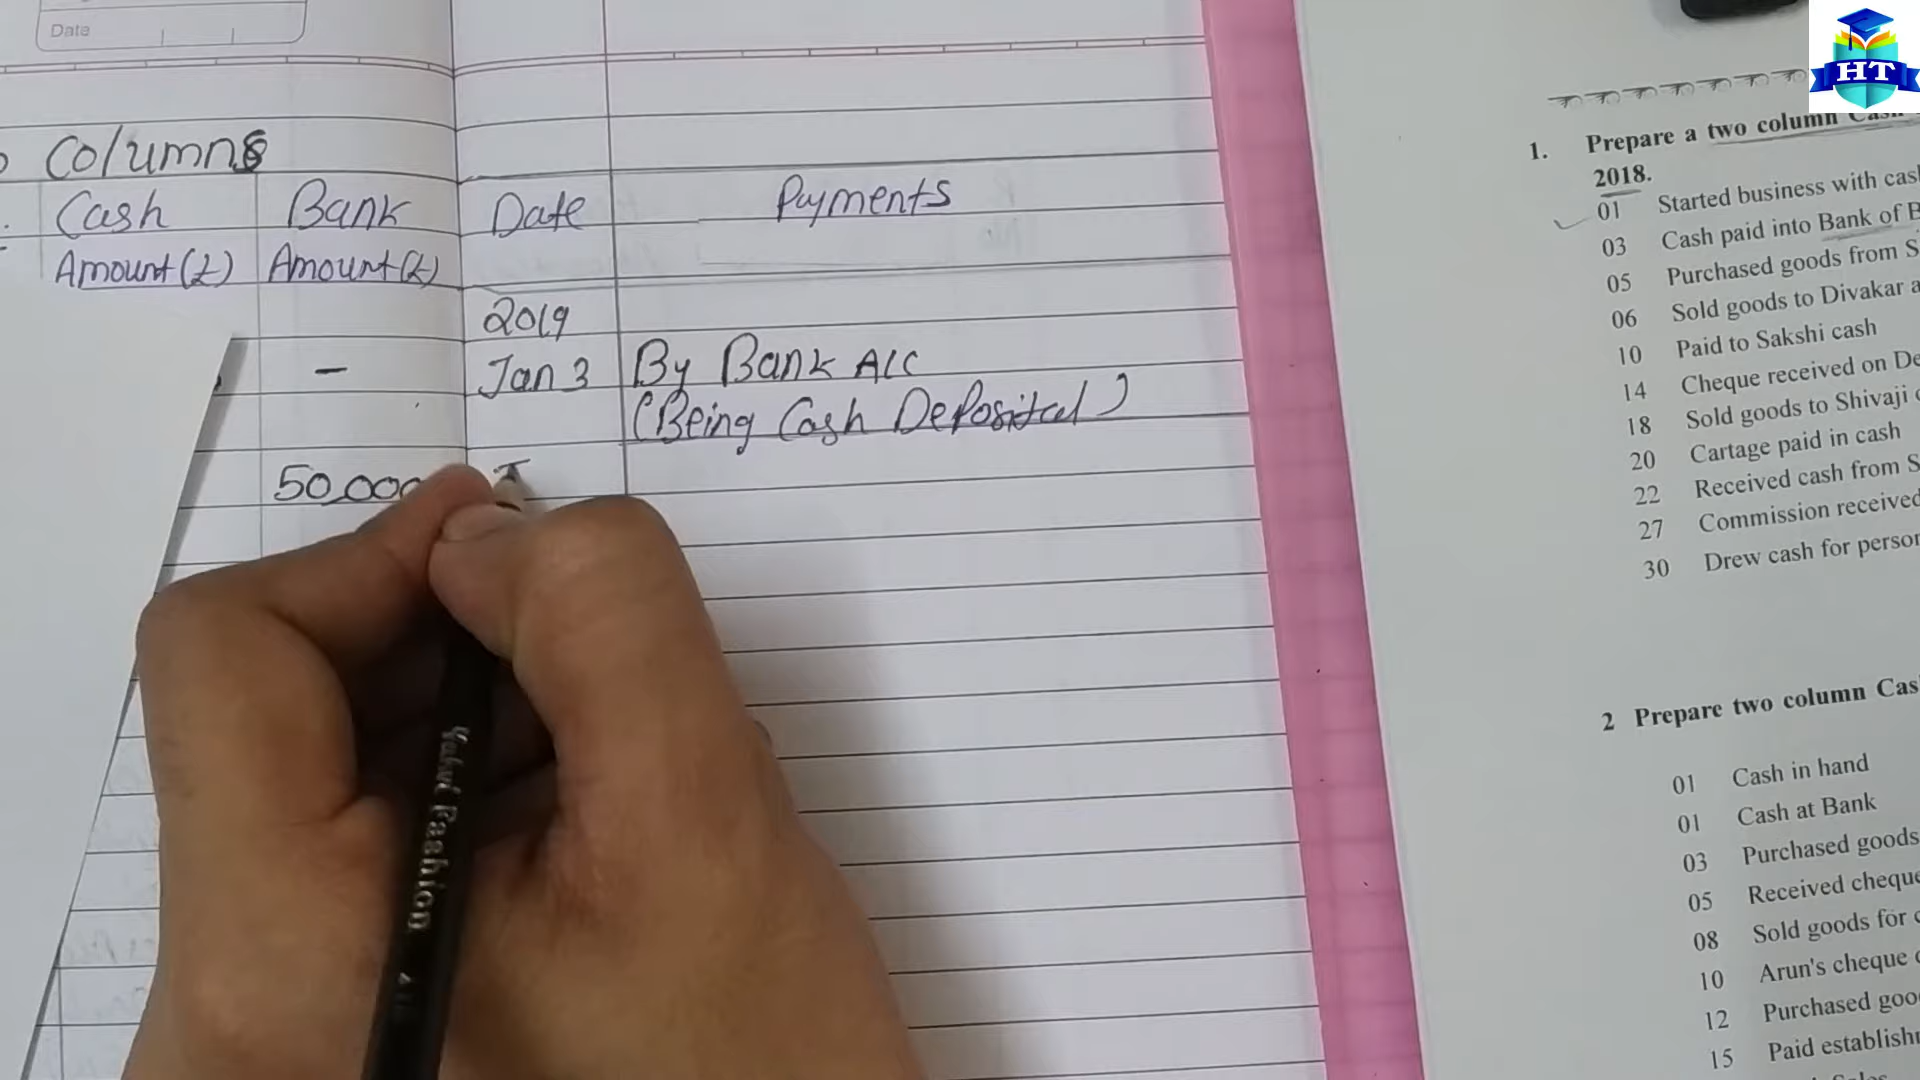 HT
Date
Columns
Cash Bank Date Payments
Amount(₹) Amount(₹)
2019
- Jan 3 By Bank A/C
(Being Cash Deposited)
50,000
1. Prepare a two column Cash
2018.
01 Started business with cash
03 Cash paid into Bank of
05 Purchased goods from
06 Sold goods to Divakar
10 Paid to Sakshi cash
14 Cheque received on
18 Sold goods to Shivaji
20 Cartage paid in cash
22 Received cash from
27 Commission received
30 Drew cash for
2 Prepare two column
01 Cash in hand
01 Cash at Bank
03 Purchased goods
05 Received cheque
08 Sold goods for
10 Arun's cheque
12 Purchased
15 Paid
Velvet Fashion